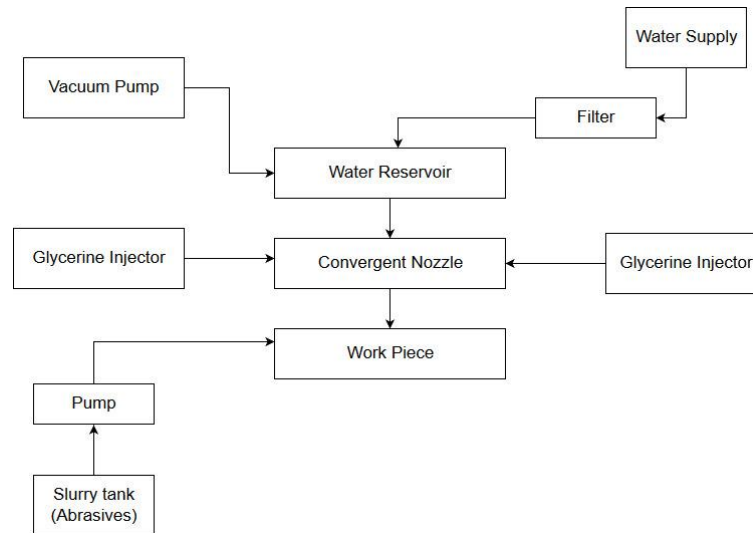 Water Supply
Vacuum Pump
Filter
Water Reservoir
Glycerine Injector
Convergent Nozzle
Glycerine Injector
Work Piece
Pump
Slurry tank
(Abrasives)